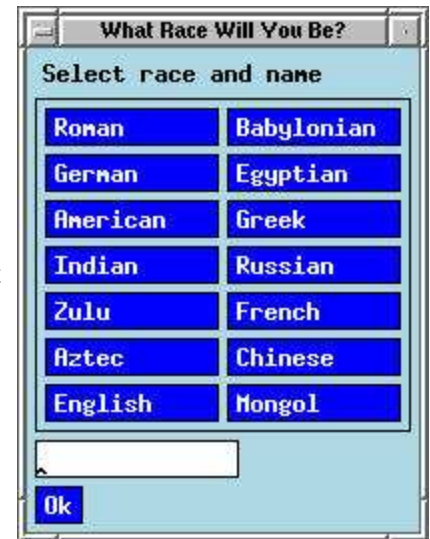 What Race Will You Be?
Select race and name
Roman Babylonian
German Egyptian
American Greek
Indian Russian
Zulu French
Aztec Chinese
English Mongol
Ok